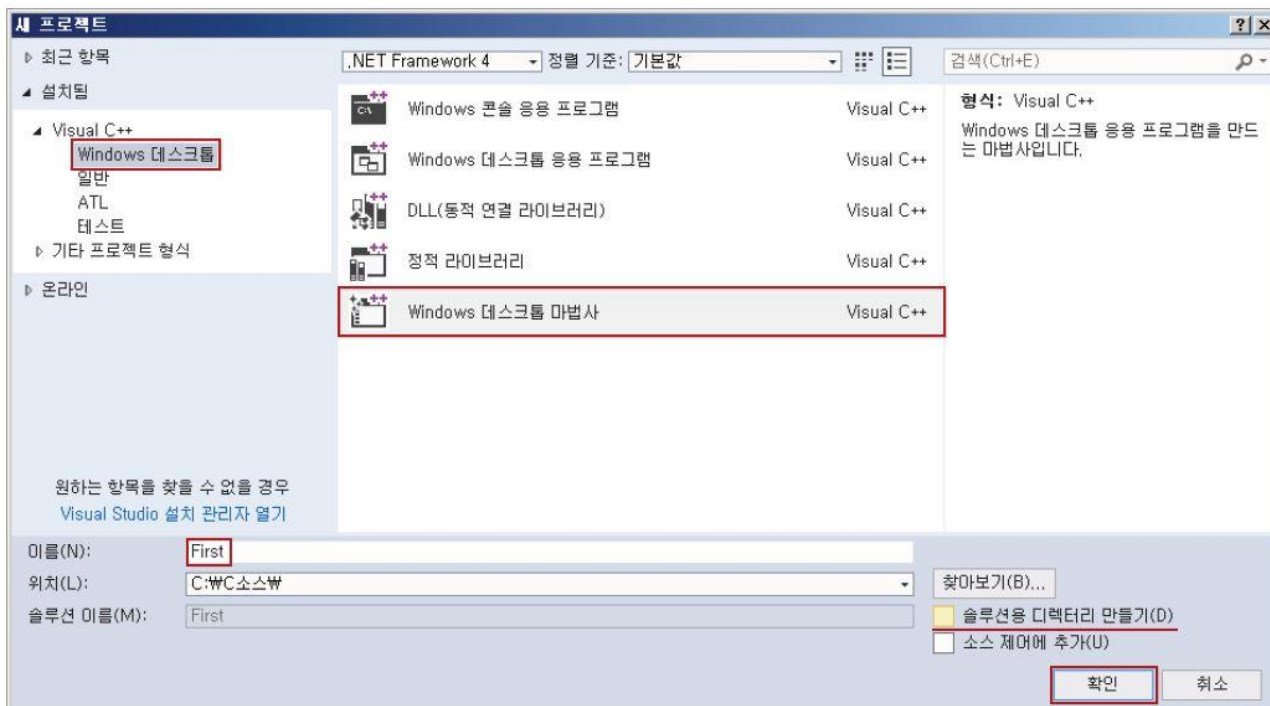 새 프로젝트
최근 항목
설치됨
Visual C++
Windows 데스크톱
일반
ATL
테스트
기타 프로젝트 형식
온라인
원하는 항목을 찾을 수 없을 경우
Visual Studio 설치 관리자 열기
.NET Framework 4 정렬 기준: 기본값
Windows 콘솔 응용 프로그램 Visual C++
Windows 데스크톱 응용 프로그램 Visual C++
DLL(동적 연결 라이브러리) Visual C++
정적 라이브러리 Visual C++
Windows 데스크톱 마법사 Visual C++
검색(Ctrl+E)
형식: Visual C++
Windows 데스크톱 응용 프로그램을 만드
는 마법사입니다.
이름(N): First
위치(L): C:₩C소스₩ 찾아보기(B)...
솔루션 이름(M): First 솔루션용 디렉터리 만들기(D)
소스 제어에 추가(U)
확인 취소